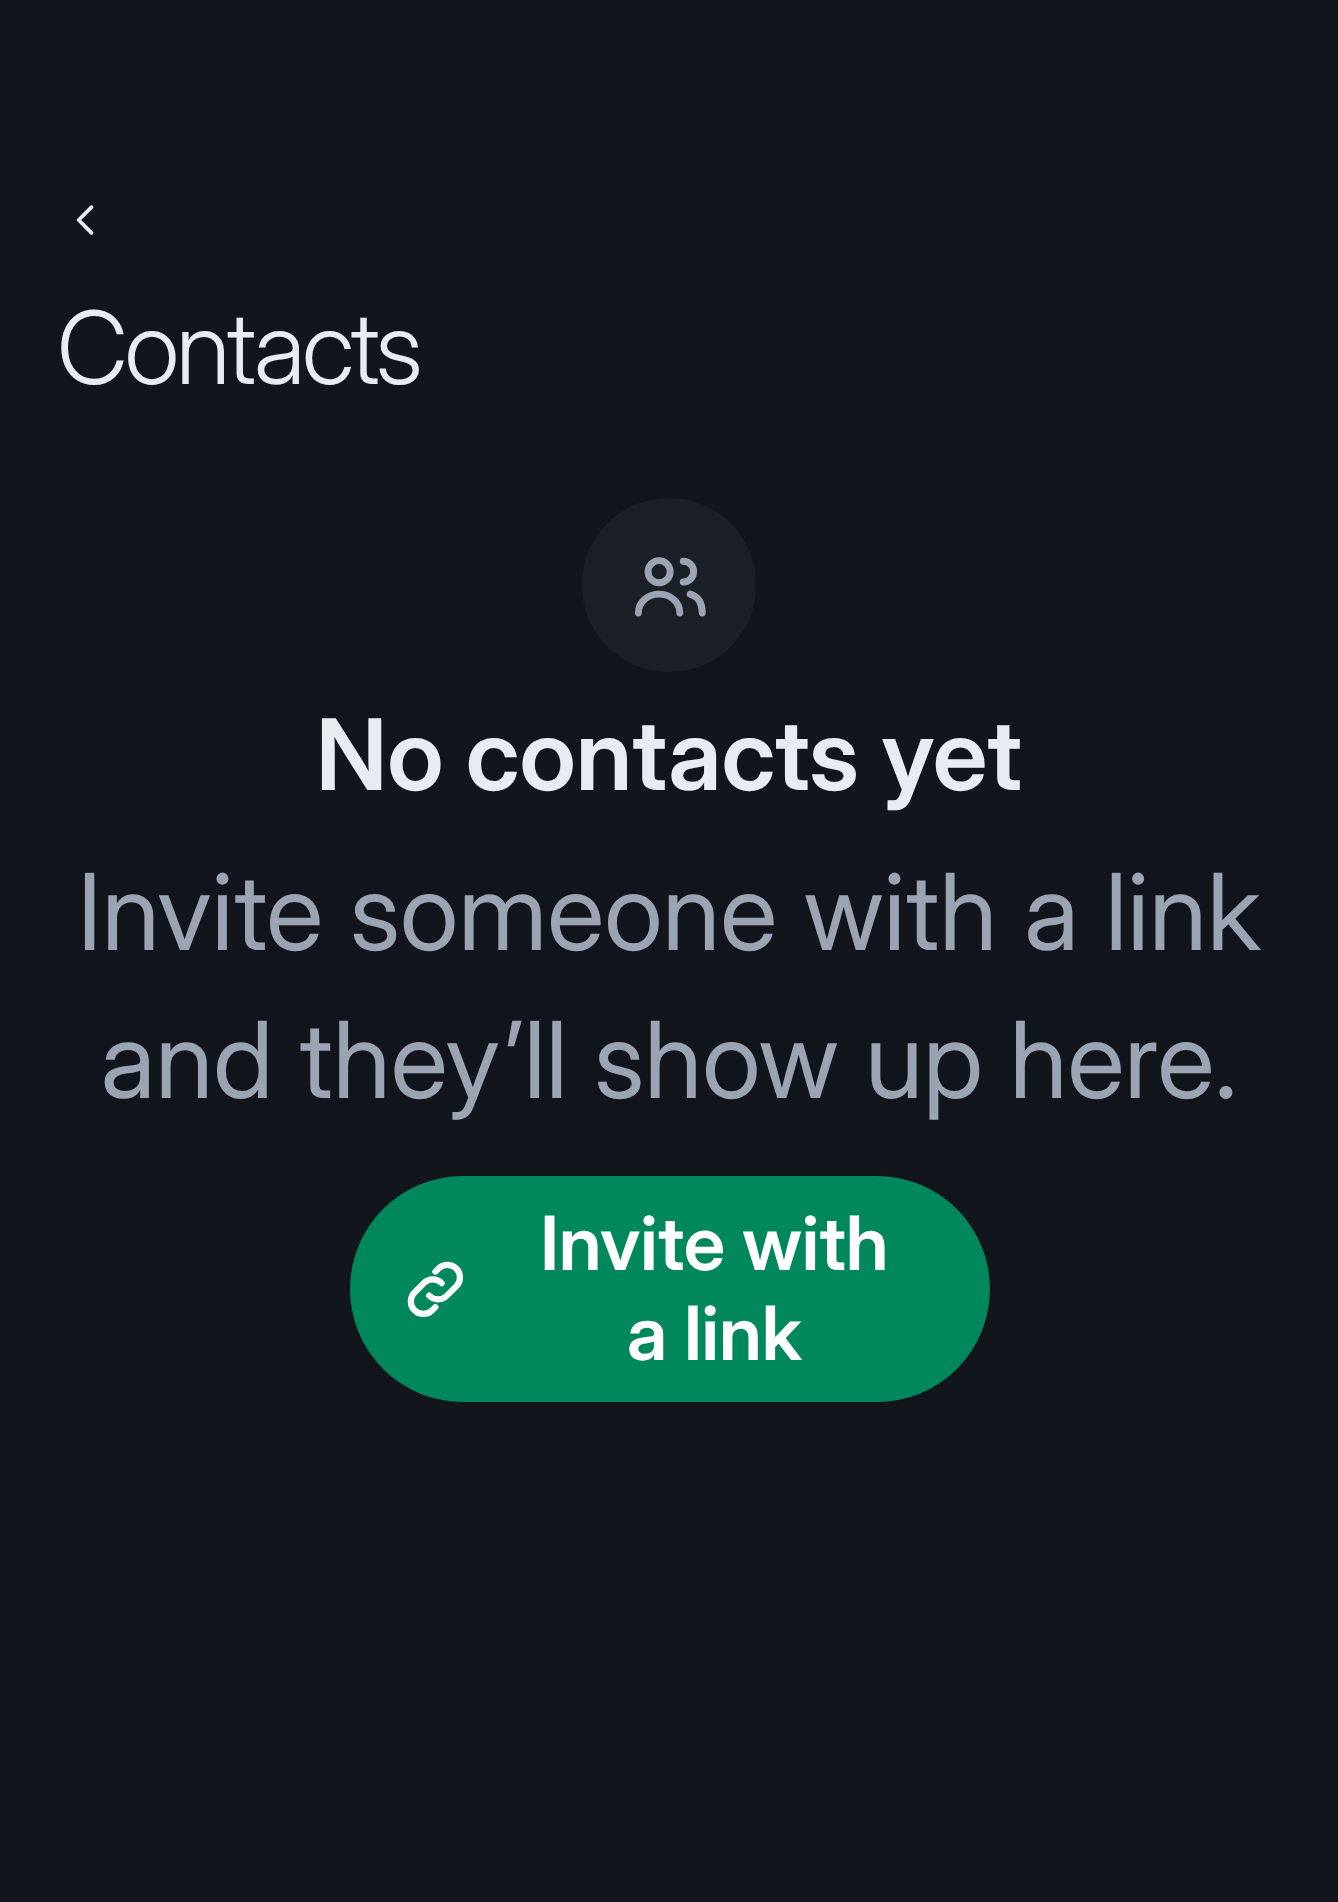 Contacts
No contacts yet
Invite someone with a link
and they’ll show up here.
Invite with
a link